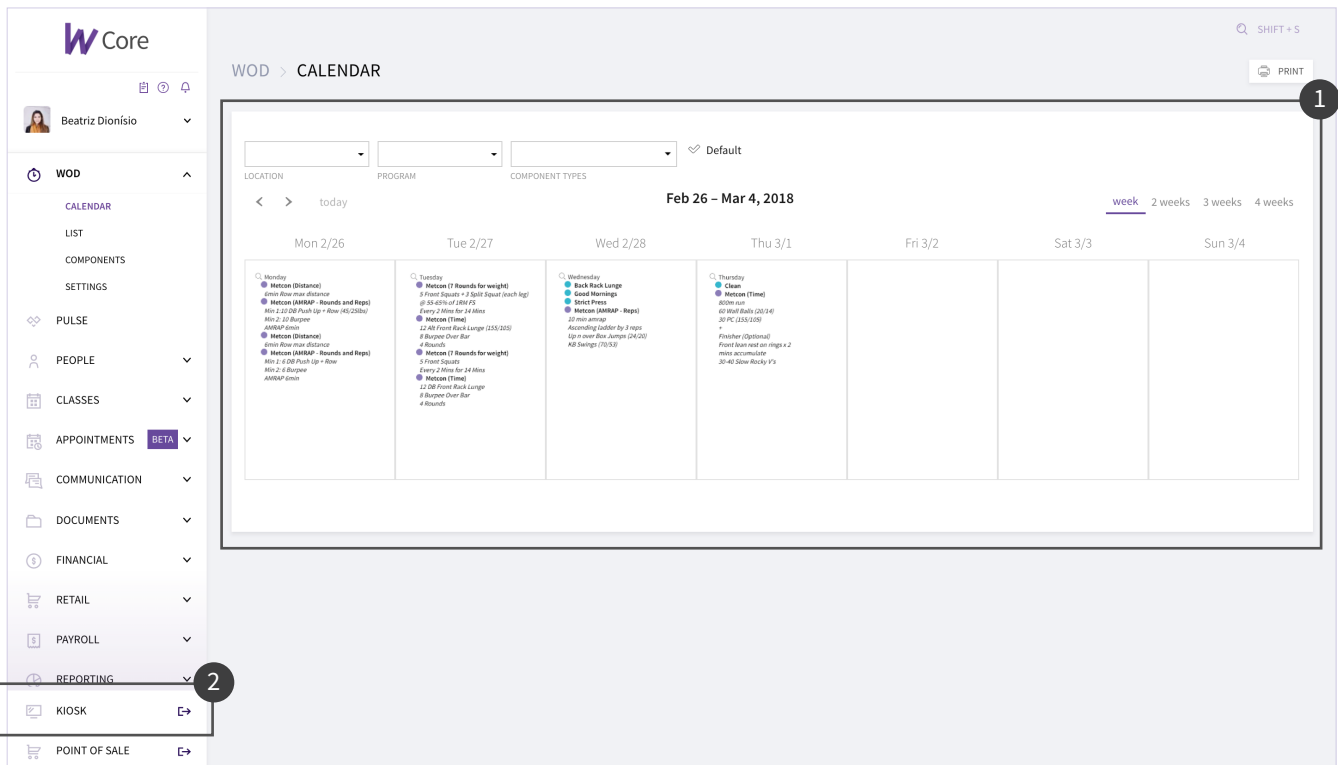 W Core
SHIFT + S
WOD > CALENDAR
PRINT
1
Beatriz Dionísio
WOD
CALENDAR
LIST
COMPONENTS
SETTINGS
PULSE
PEOPLE
CLASSES
APPOINTMENTS BETA
COMMUNICATION
DOCUMENTS
FINANCIAL
RETAIL
PAYROLL
REPORTING
2
KIOSK
POINT OF SALE
Default
LOCATION PROGRAM COMPONENT TYPES
today
Feb 26 – Mar 4, 2018
week 2 weeks 3 weeks 4 weeks
Mon 2/26 Tue 2/27 Wed 2/28 Thu 3/1 Fri 3/2 Sat 3/3 Sun 3/4
Monday
Metcon (Distance)
6min Row max distance
Metcon (AMRAP - Rounds and Reps)
Min 1:10 DB Push Up + Row (45/25lbs)
Min 2: 10 Burpee
AMRAP 6min
Metcon (Distance)
6min Row max distance
Metcon (AMRAP - Rounds and Reps)
Min 1: 6 DB Push Up + Row
Min 2: 6 Burpee
AMRAP 6min
Tuesday
Metcon (7 Rounds for weight)
5 Front Squats + 3 Split Squat (each leg)
@ 55-65% of 1RM FS
Every 2 Mins for 14 Mins
Metcon (Time)
12 Alt Front Rack Lunge (155/105)
8 Burpee Over Bar
4 Rounds
Metcon (7 Rounds for weight)
5 Front Squats
Every 2 Mins for 14 Mins
Metcon (Time)
12 DB Front Rack Lunge
8 Burpee Over Bar
4 Rounds
Wednesday
Back Rack Lunge
Good Mornings
Strict Press
Metcon (AMRAP - Reps)
10 min amrap
Ascending ladder by 3 reps
Up n over Box Jumps (24/20)
KB Swings (70/53)
Thursday
Clean
Metcon (Time)
800m run
60 Wall Balls (20/14)
30 PC (155/105)
+
Finisher (Optional)
Front lean rest on rings x 2
mins accumulate
30-40 Slow Rocky V's